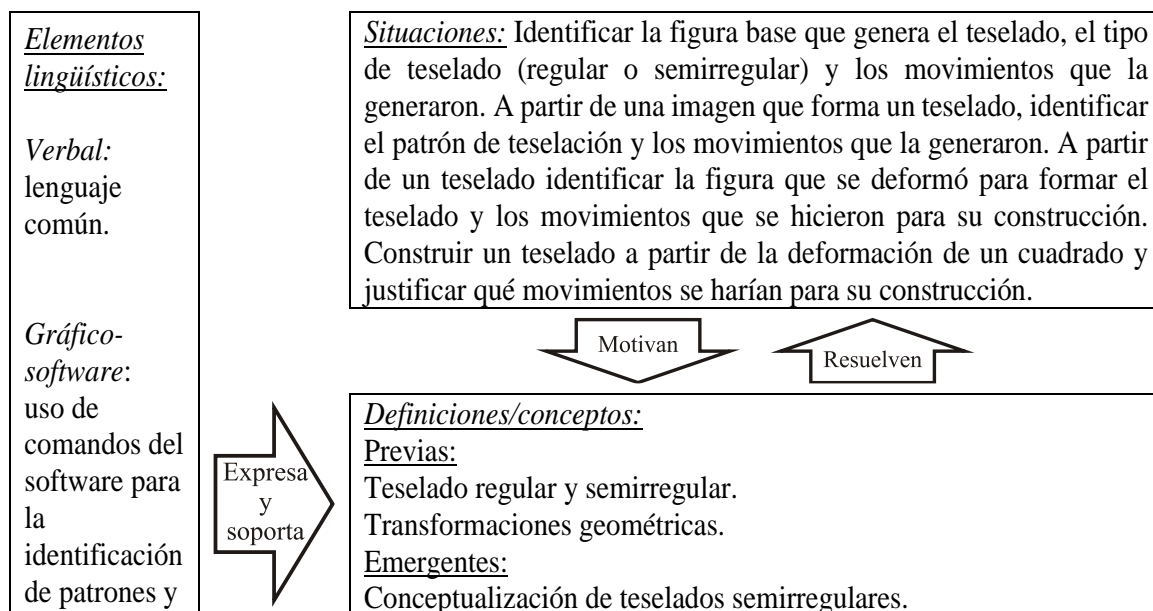 Elementos
lingüísticos:
Verbal:
lenguaje
común.
Gráfico-
software:
uso de
comandos del
software para
la
identificación
de patrones y
Situaciones: Identificar la figura base que genera el teselado, el tipo
de teselado (regular o semirregular) y los movimientos que la
generaron. A partir de una imagen que forma un teselado, identificar
el patrón de teselación y los movimientos que la generaron. A partir
de un teselado identificar la figura que se deformó para formar el
teselado y los movimientos que se hicieron para su construcción.
Construir un teselado a partir de la deformación de un cuadrado y
justificar qué movimientos se harían para su construcción.
Motivan
Resuelven
Expresa
y
soporta
Definiciones/conceptos:
Previas:
Teselado regular y semirregular.
Transformaciones geométricas.
Emergentes:
Conceptualización de teselados semirregulares.